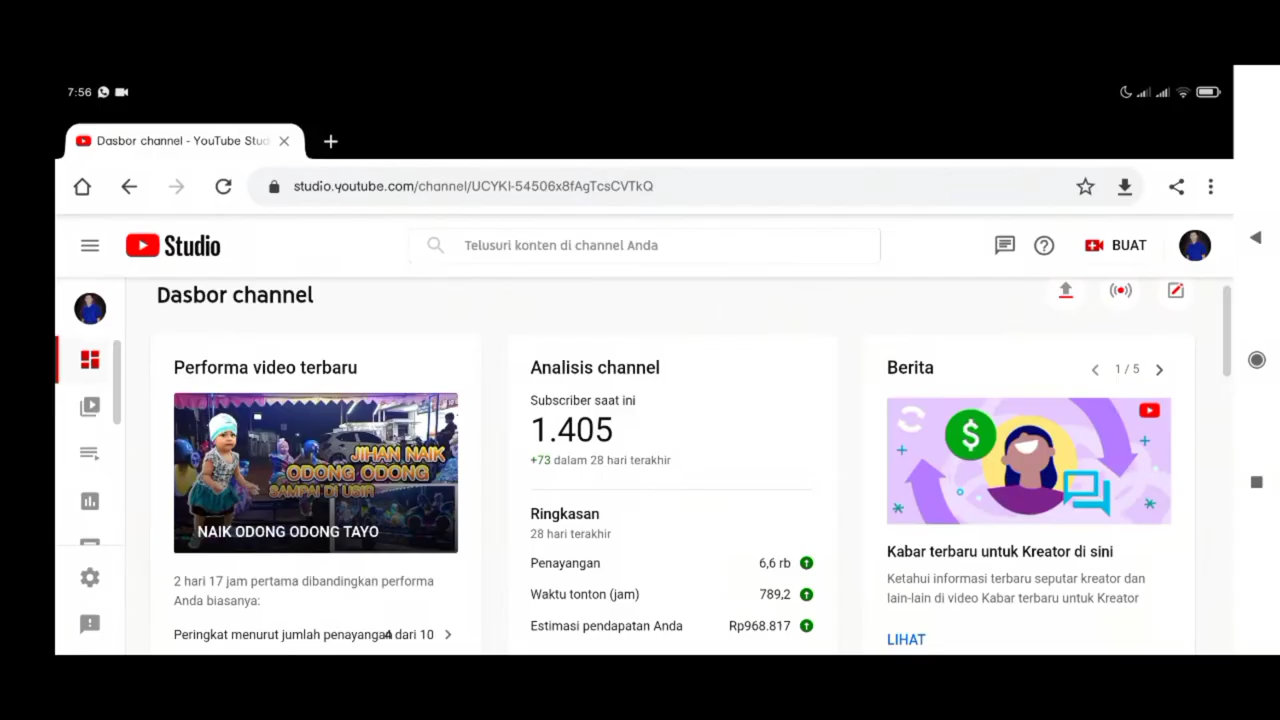 7:56
Dasbor channel - YouTube Stud
studio.youtube.com/channel/UCYKI-54506x8fAgTcsCVTkQ
Studio
Telusuri konten di channel Anda
BUAT
Dasbor channel
Performa video terbaru
JIHAN NAIK
ODONG ODONG
SAMPAI DI USIR
NAIK ODONG ODONG TAYO
2 hari 17 jam pertama dibandingkan performa
Anda biasanya:
Peringkat menurut jumlah penayangan 4 dari 10
Analisis channel
Subscriber saat ini
1.405
+73 dalam 28 hari terakhir
Ringkasan
28 hari terakhir
Penayangan 6,6 rb
Waktu tonton (jam) 789,2
Estimasi pendapatan Anda Rp968.817
Berita
1 / 5
$
Kabar terbaru untuk Kreator di sini
Ketahui informasi terbaru seputar kreator dan
lain-lain di video Kabar terbaru untuk Kreator
LIHAT